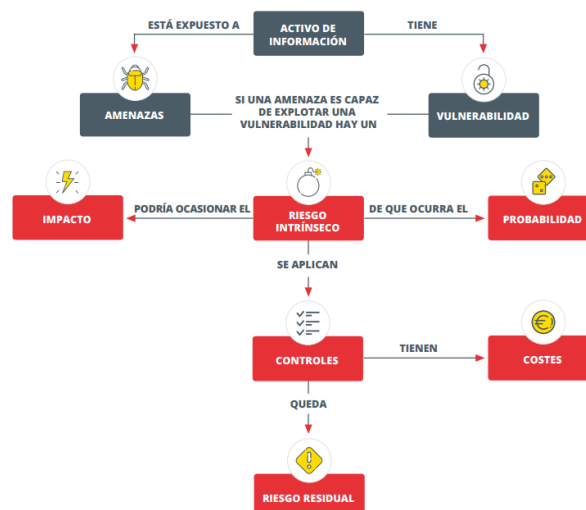 ESTÁ EXPUESTO A
ACTIVO DE
INFORMACIÓN
TIENE
AMENAZAS
SI UNA AMENAZA ES CAPAZ
DE EXPLOTAR UNA
VULNERABILIDAD HAY UN
VULNERABILIDAD
IMPACTO
PODRÍA OCASIONAR EL
RIESGO
INTRÍNSECO
DE QUE OCURRA EL
PROBABILIDAD
SE APLICAN
CONTROLES
TIENEN
COSTES
QUEDA
RIESGO RESIDUAL